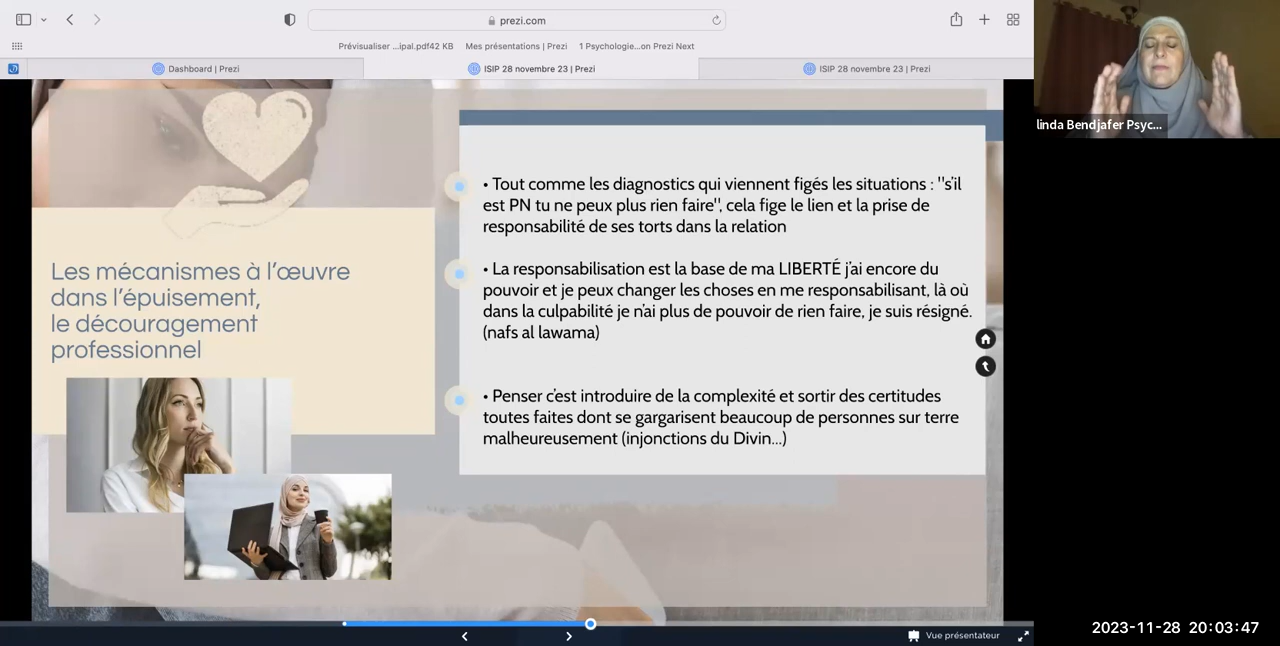 prezi.com
Prévisualiser ...ipal.pdf42 KB
Mes présentations | Prezi
1 Psychologie...on Prezi Next
Dashboard | Prezi
ISIP 28 novembre 23 | Prezi
ISIP 28 novembre 23 | Prezi
linda Bendjafer Psyc...
Les mécanismes à l'œuvre
dans l'épuisement,
le découragement
professionnel
• Tout comme les diagnostics qui viennent figés les situations : "s'il
est PN tu ne peux plus rien faire", cela fige le lien et la prise de
responsabilité de ses torts dans la relation
• La responsabilisation est la base de ma LIBERTÉ j'ai encore du
pouvoir et je peux changer les choses en me responsabilisant, là où
dans la culpabilité je n'ai plus de pouvoir de rien faire, je suis résigné.
(nafs al lawama)
• Penser c'est introduire de la complexité et sortir des certitudes
toutes faites dont se gargarisent beaucoup de personnes sur terre
malheureusement (injonctions du Divin...)
Vue présentateur
2023-11-28 20:03:47